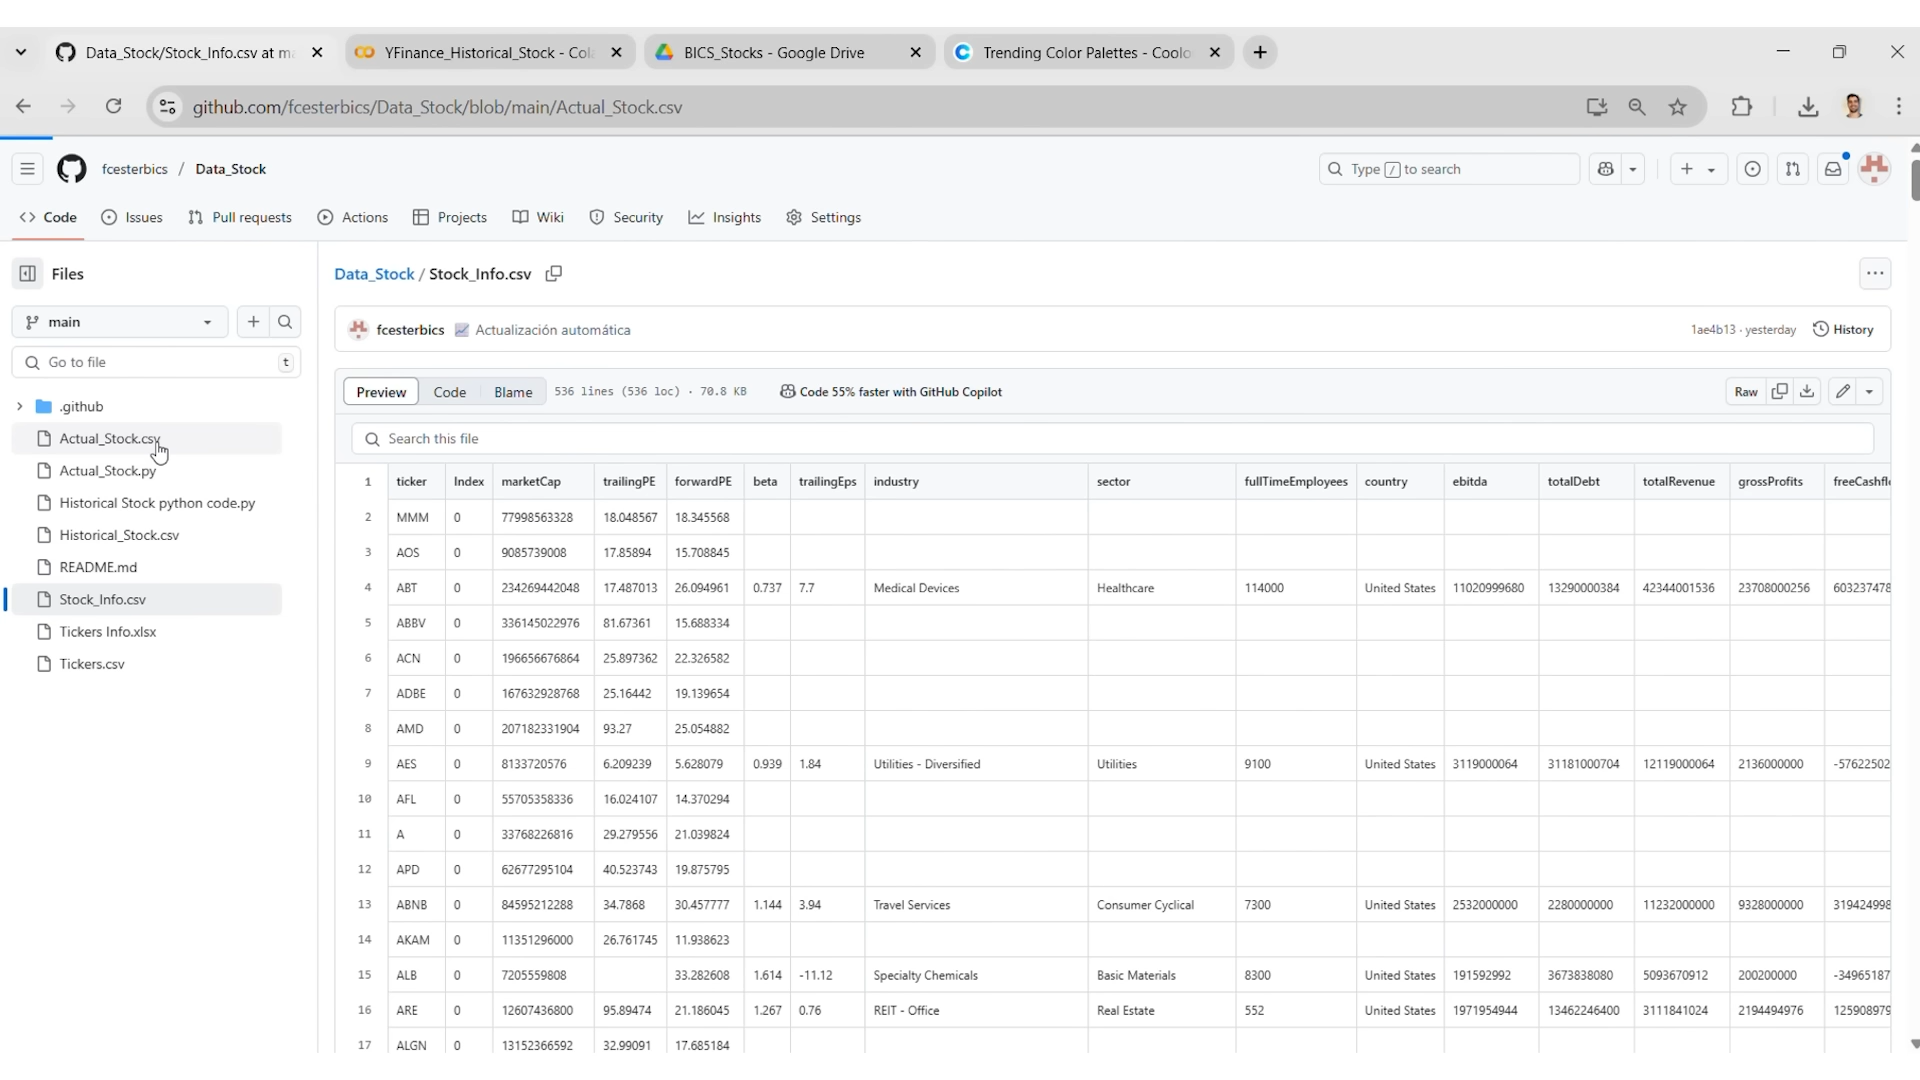 Data_Stock/Stock_Info.csv at ma
YFinance_Historical_Stock - Cola
BICS_Stocks - Google Drive
Trending Color Palettes - Coolo
github.com/fcesterbics/Data_Stock/blob/main/Actual_Stock.csv
fcesterbics / Data_Stock
Type / to search
Code Issues Pull requests Actions Projects Wiki Security Insights Settings
Files
main
Go to file t
.github
Actual_Stock.csv
Actual_Stock.py
Historical Stock python code.py
Historical_Stock.csv
README.md
Stock_Info.csv
Tickers Info.xlsx
Tickers.csv
Data_Stock / Stock_Info.csv
fcesterbics Actualización automática 1ae4b13 · yesterday History
Preview Code Blame 536 lines (536 loc) · 70.8 KB Code 55% faster with GitHub Copilot Raw
Search this file
1 ticker Index marketCap trailingPE forwardPE beta trailingEps industry sector fullTimeEmployees country ebitda totalDebt totalRevenue grossProfits freeCashfl
2 MMM 0 77998563328 18.048567 18.345568
3 AOS 0 9085739008 17.85894 15.708845
4 ABT 0 234269442048 17.487013 26.094961 0.737 7.7 Medical Devices Healthcare 114000 United States 11020999680 13290000384 42344001536 23708000256 603237478
5 ABBV 0 336145022976 81.67361 15.688334
6 ACN 0 196656676864 25.897362 22.326582
7 ADBE 0 167632928768 25.16442 19.139654
8 AMD 0 207182331904 93.27 25.054882
9 AES 0 8133720576 6.209239 5.628079 0.939 1.84 Utilities - Diversified Utilities 9100 United States 3119000064 31181000704 12119000064 2136000000 -57622502
10 AFL 0 55705358336 16.024107 14.370294
11 A 0 33768226816 29.279556 21.039824
12 APD 0 62677295104 40.523743 19.875795
13 ABNB 0 84595212288 34.7868 30.457777 1.144 3.94 Travel Services Consumer Cyclical 7300 United States 2532000000 2280000000 11232000000 9328000000 319424998
14 AKAM 0 11351296000 26.761745 11.938623
15 ALB 0 7205559808 33.282608 1.614 -11.12 Specialty Chemicals Basic Materials 8300 United States 191592992 3673838080 5093670912 200200000 -34965187
16 ARE 0 12607436800 95.89474 21.186045 1.267 0.76 REIT - Office Real Estate 552 United States 1971954944 13462246400 3111841024 2194494976 125908979
17 ALGN 0 13152366592 32.99091 17.685184